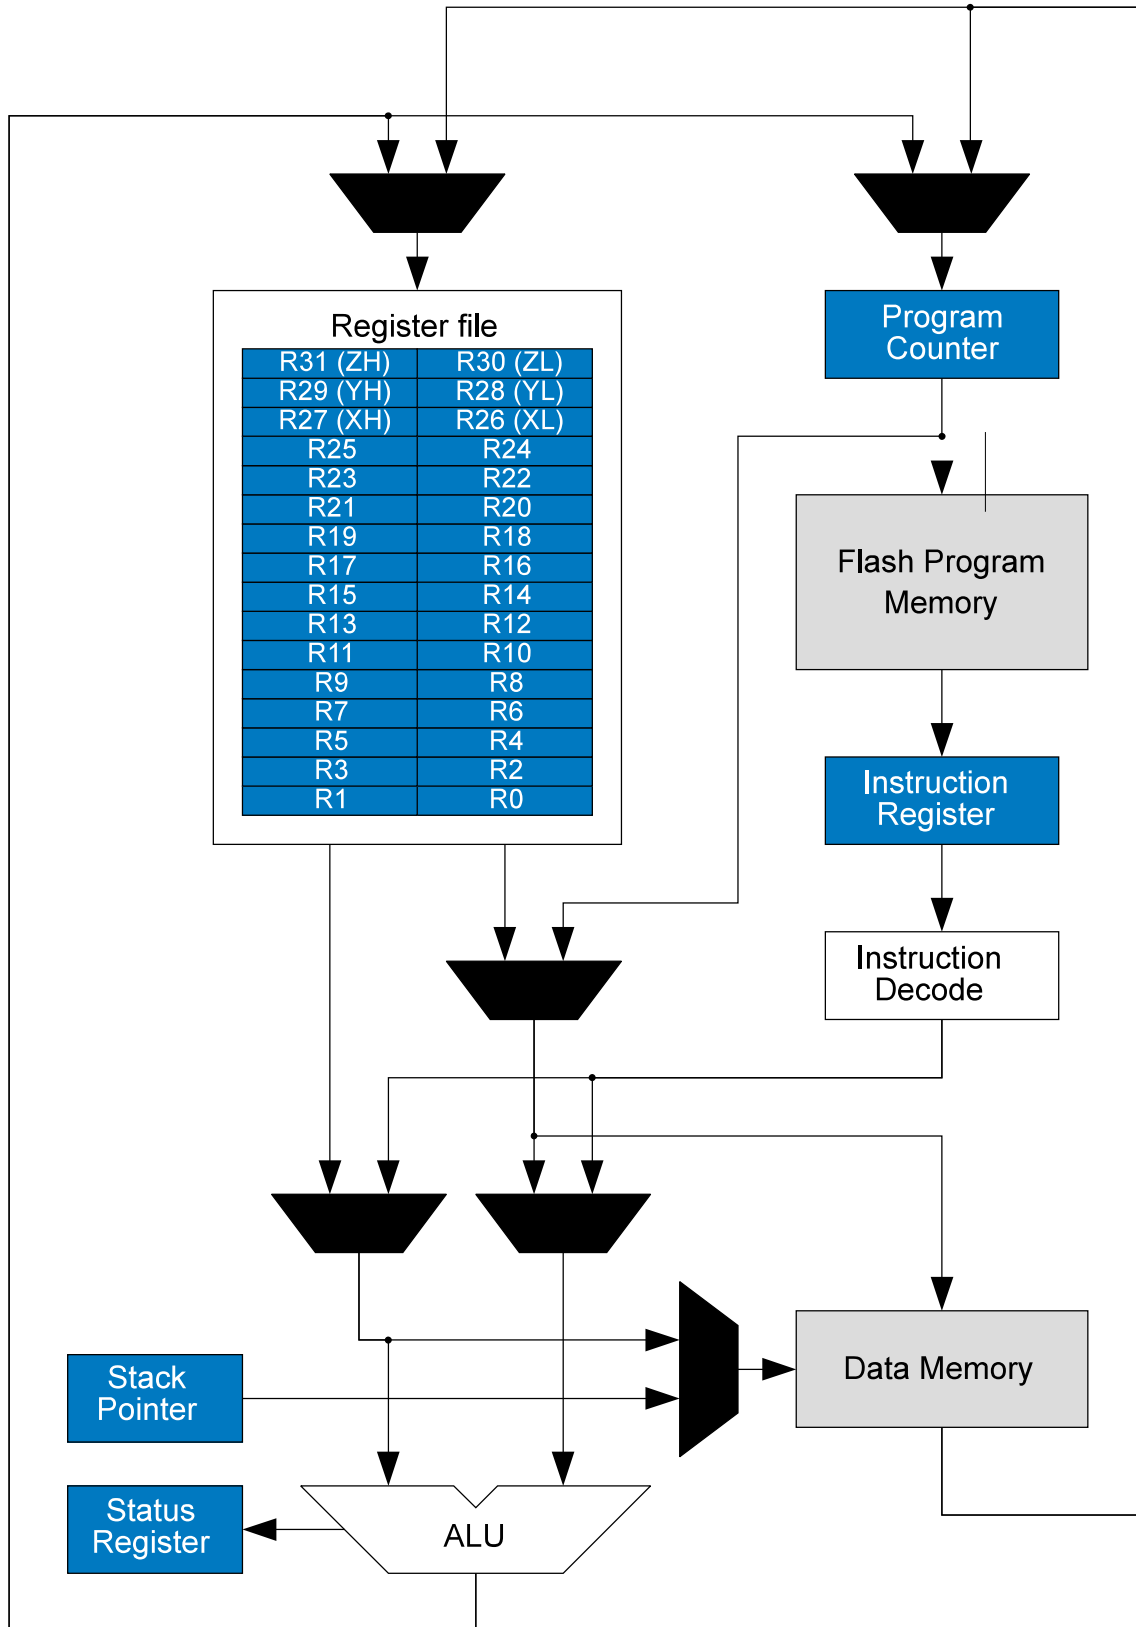 Register file
R31 (ZH) R30 (ZL)
R29 (YH) R28 (YL)
R27 (XH) R26 (XL)
R25 R24
R23 R22
R21 R20
R19 R18
R17 R16
R15 R14
R13 R12
R11 R10
R9 R8
R7 R6
R5 R4
R3 R2
R1 R0
Program
Counter
Flash Program
Memory
Instruction
Register
Instruction
Decode
Data Memory
Stack
Pointer
Status
Register
ALU